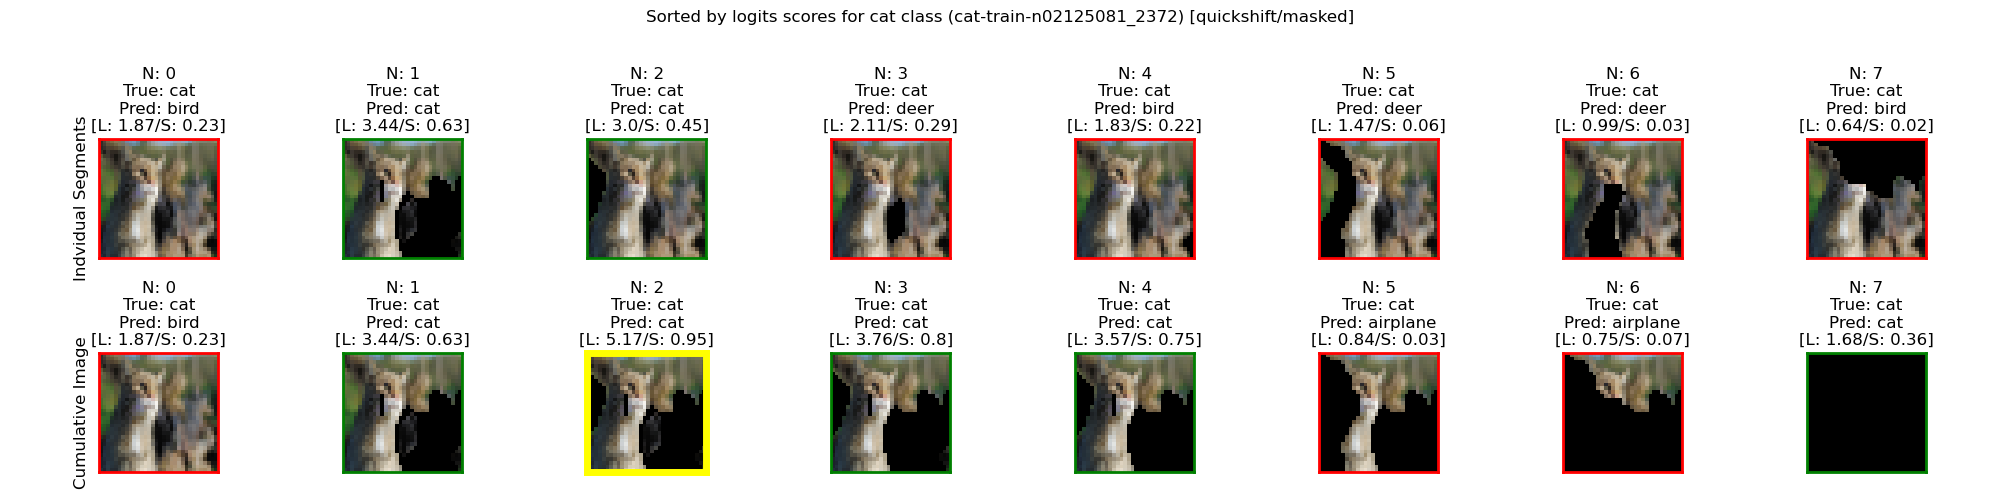 Sorted by logits scores for cat class (cat-train-n02125081_2372) [quickshift/masked]
Indvidual Segments
N: 0
True: cat
Pred: bird
[L: 1.87/S: 0.23]
N: 1
True: cat
Pred: cat
[L: 3.44/S: 0.63]
N: 2
True: cat
Pred: cat
[L: 3.0/S: 0.45]
N: 3
True: cat
Pred: deer
[L: 2.11/S: 0.29]
N: 4
True: cat
Pred: bird
[L: 1.83/S: 0.22]
N: 5
True: cat
Pred: deer
[L: 1.47/S: 0.06]
N: 6
True: cat
Pred: deer
[L: 0.99/S: 0.03]
N: 7
True: cat
Pred: bird
[L: 0.64/S: 0.02]
Cumulative Image
N: 0
True: cat
Pred: bird
[L: 1.87/S: 0.23]
N: 1
True: cat
Pred: cat
[L: 3.44/S: 0.63]
N: 2
True: cat
Pred: cat
[L: 5.17/S: 0.95]
N: 3
True: cat
Pred: cat
[L: 3.76/S: 0.8]
N: 4
True: cat
Pred: cat
[L: 3.57/S: 0.75]
N: 5
True: cat
Pred: airplane
[L: 0.84/S: 0.03]
N: 6
True: cat
Pred: airplane
[L: 0.75/S: 0.07]
N: 7
True: cat
Pred: cat
[L: 1.68/S: 0.36]